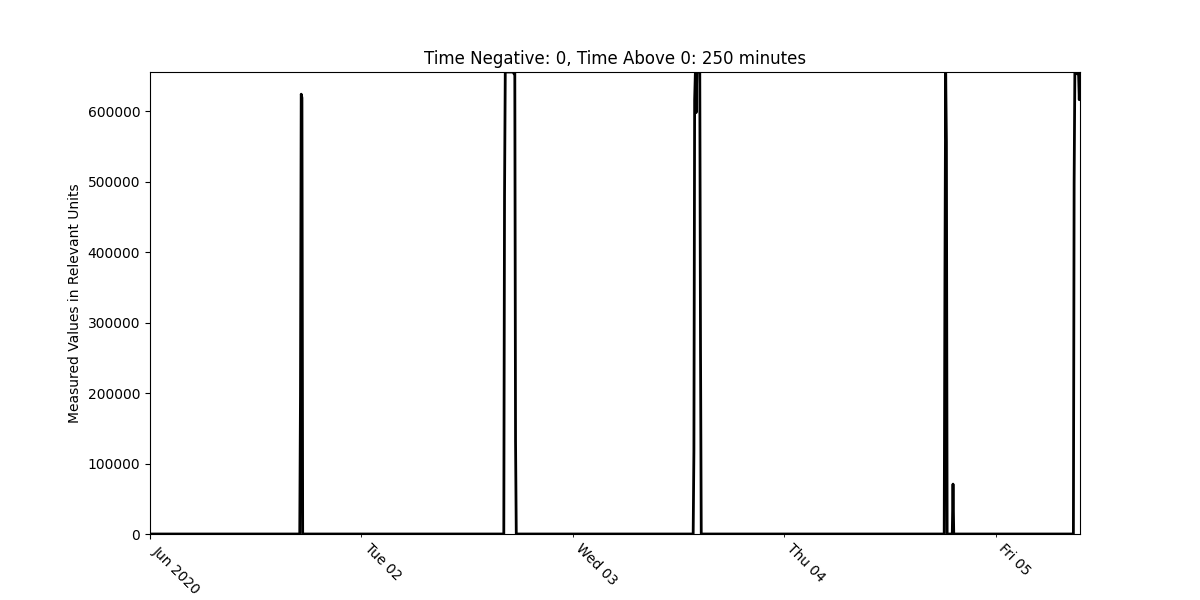 Time Negative: 0, Time Above 0: 250 minutes
Measured Values in Relevant Units
600000
500000
400000
300000
200000
100000
0
Jun 2020
Tue 02
Wed 03
Thu 04
Fri 05